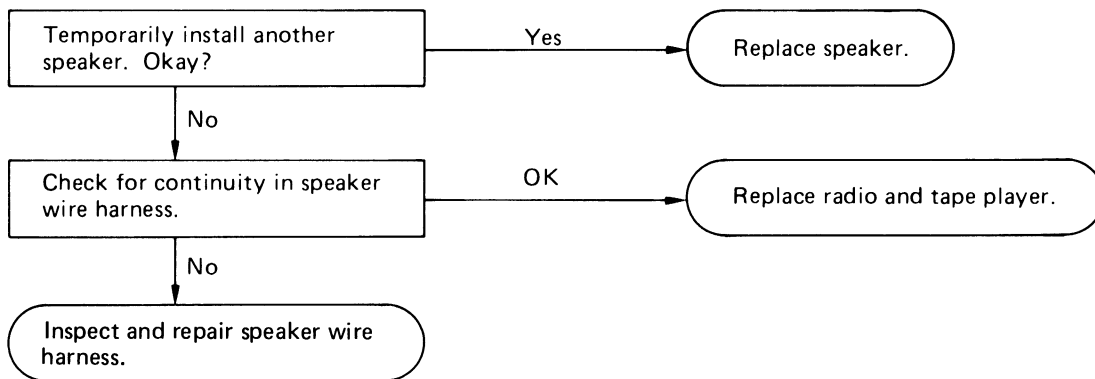 Temporarily install another
speaker. Okay?
Yes
Replace speaker.
No
Check for continuity in speaker
wire harness.
OK
Replace radio and tape player.
No
Inspect and repair speaker wire
harness.